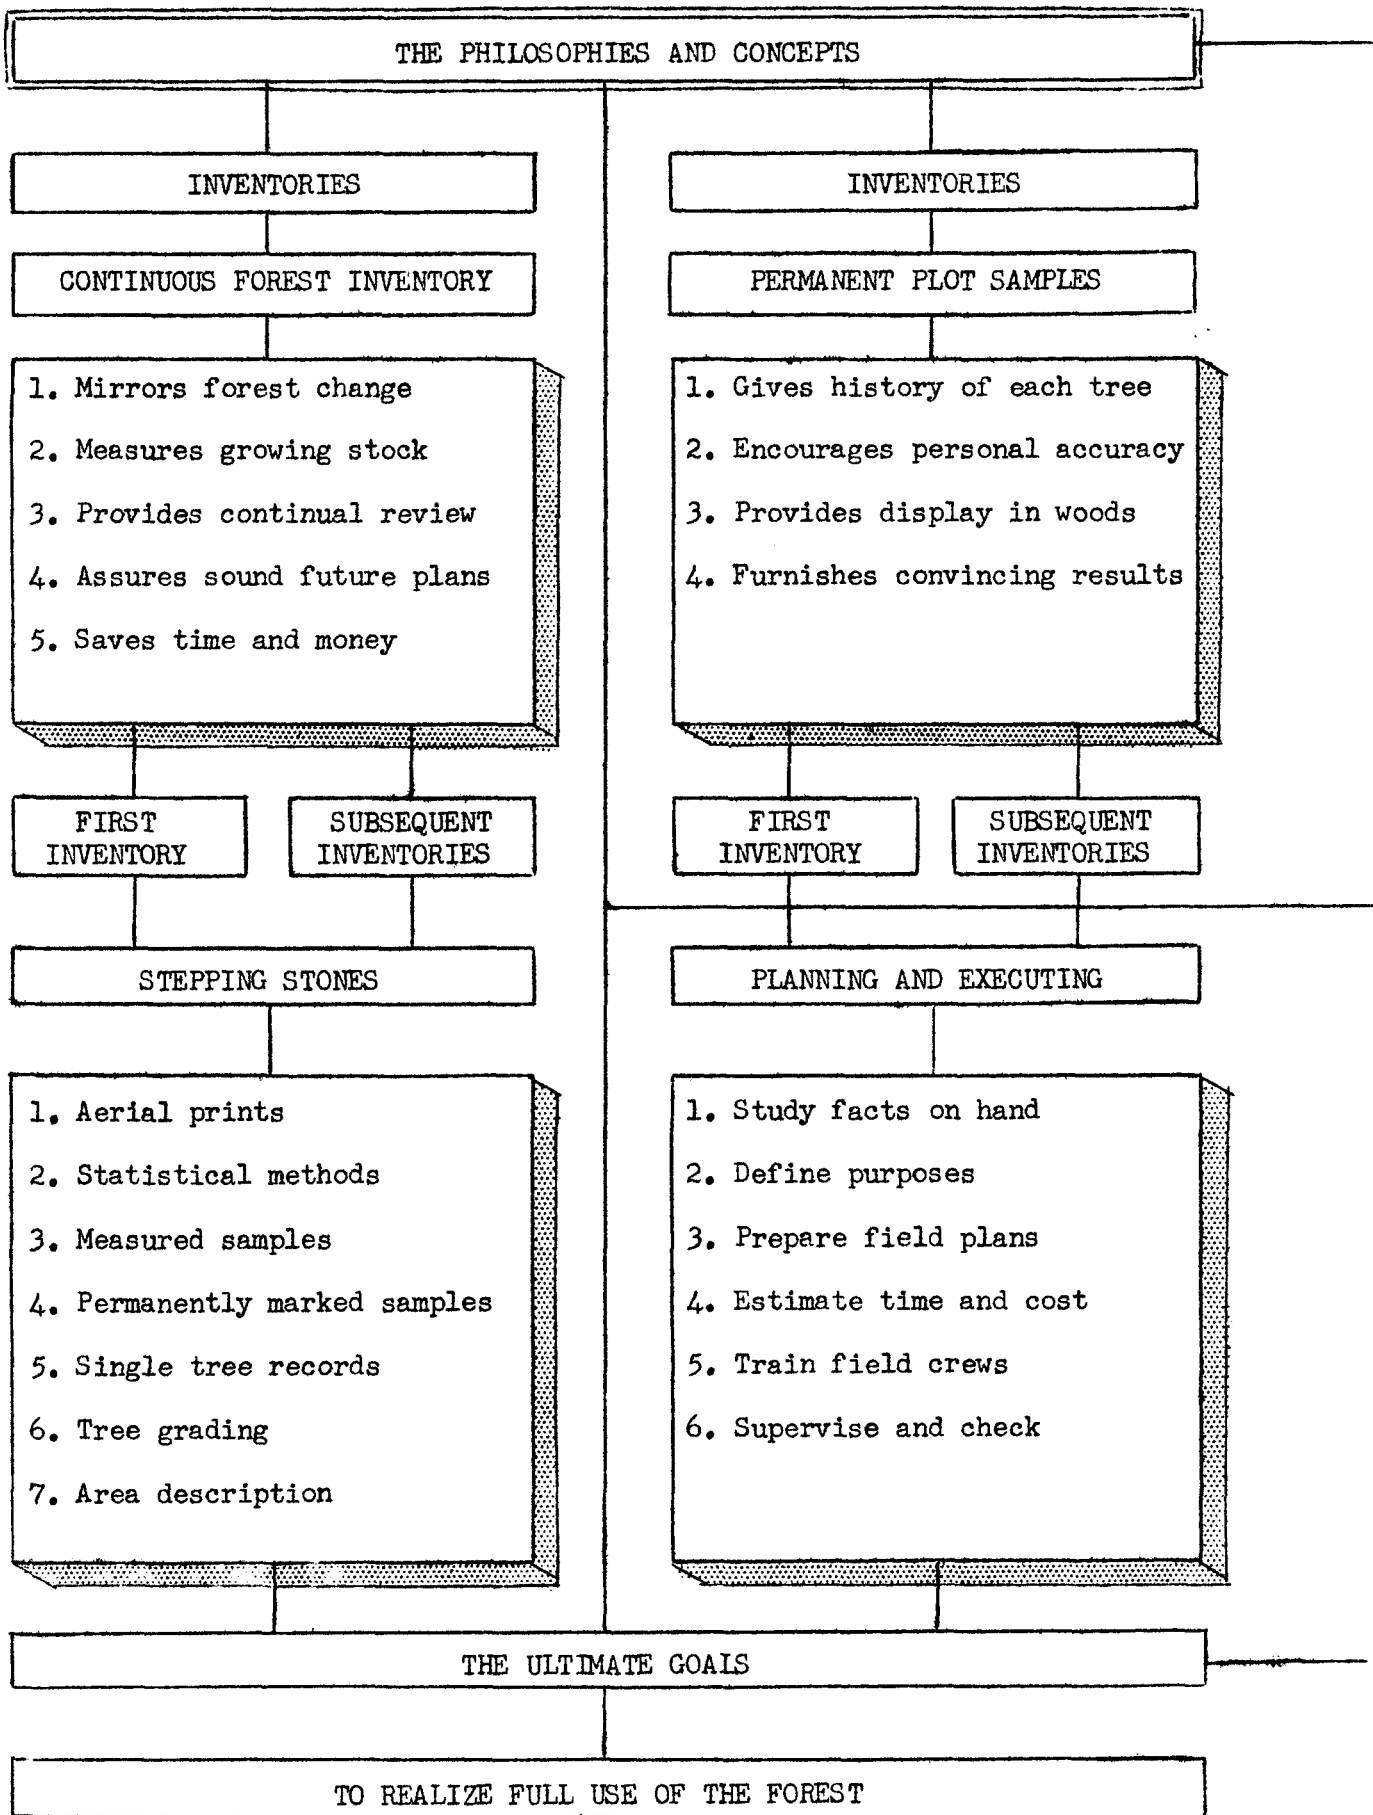 THE PHILOSOPHIES AND CONCEPTS
INVENTORIES
CONTINUOUS FOREST INVENTORY
1. Mirrors forest change
2. Measures growing stock
3. Provides continual review
4. Assures sound future plans
5. Saves time and money
FIRST
INVENTORY
SUBSEQUENT
INVENTORIES
STEPPING STONES
1. Aerial prints
2. Statistical methods
3. Measured samples
4. Permanently marked samples
5. Single tree records
6. Tree grading
7. Area description
INVENTORIES
PERMANENT PLOT SAMPLES
1. Gives history of each tree
2. Encourages personal accuracy
3. Provides display in woods
4. Furnishes convincing results
FIRST
INVENTORY
SUBSEQUENT
INVENTORIES
PLANNING AND EXECUTING
1. Study facts on hand
2. Define purposes
3. Prepare field plans
4. Estimate time and cost
5. Train field crews
6. Supervise and check
THE ULTIMATE GOALS
TO REALIZE FULL USE OF THE FOREST